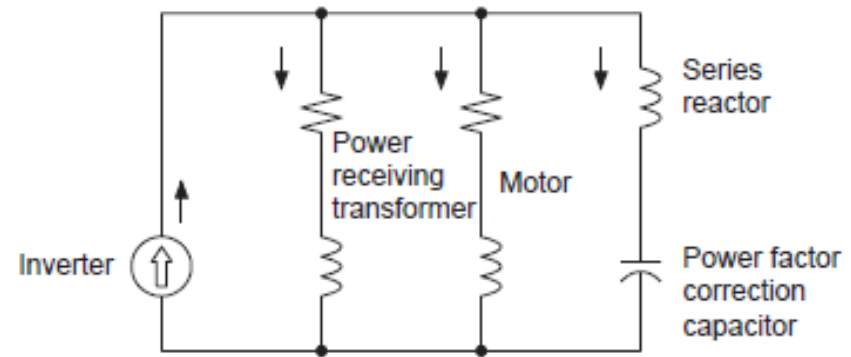 Inverter
Power
receiving
transformer
Motor
Series
reactor
Power factor
correction
capacitor